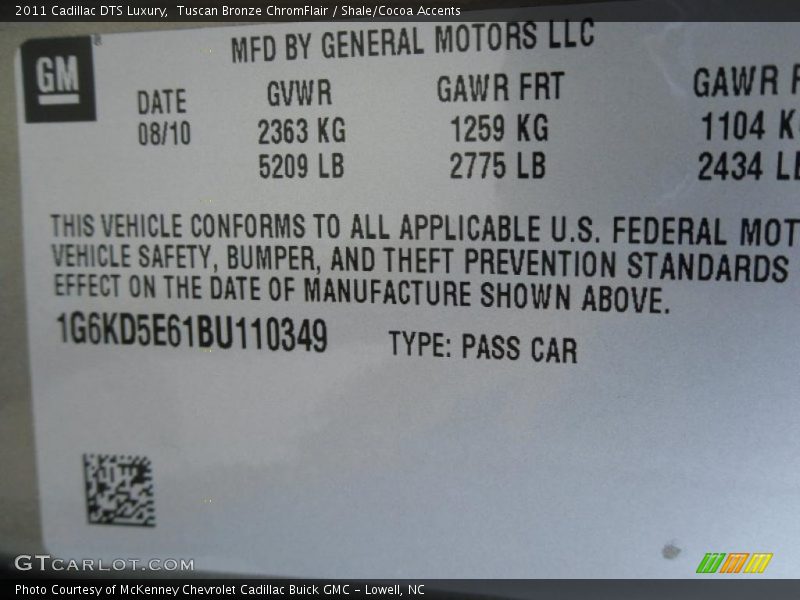 2011 Cadillac DTS Luxury,  Tuscan Bronze ChromFlair / Shale/Cocoa Accents
GM
MFD BY GENERAL MOTORS LLC
DATE GVWR GAWR FRT GAWR
08/10 2363 KG 1259 KG 1104
5209 LB 2775 LB 2434
THIS VEHICLE CONFORMS TO ALL APPLICABLE U.S. FEDERAL MOT
VEHICLE SAFETY, BUMPER, AND THEFT PREVENTION STANDARDS
EFFECT ON THE DATE OF MANUFACTURE SHOWN ABOVE.
1G6KD5E61BU110349 TYPE: PASS CAR
GTCARLOT.COM
Photo Courtesy of McKenney Chevrolet Cadillac Buick GMC – Lowell, NC